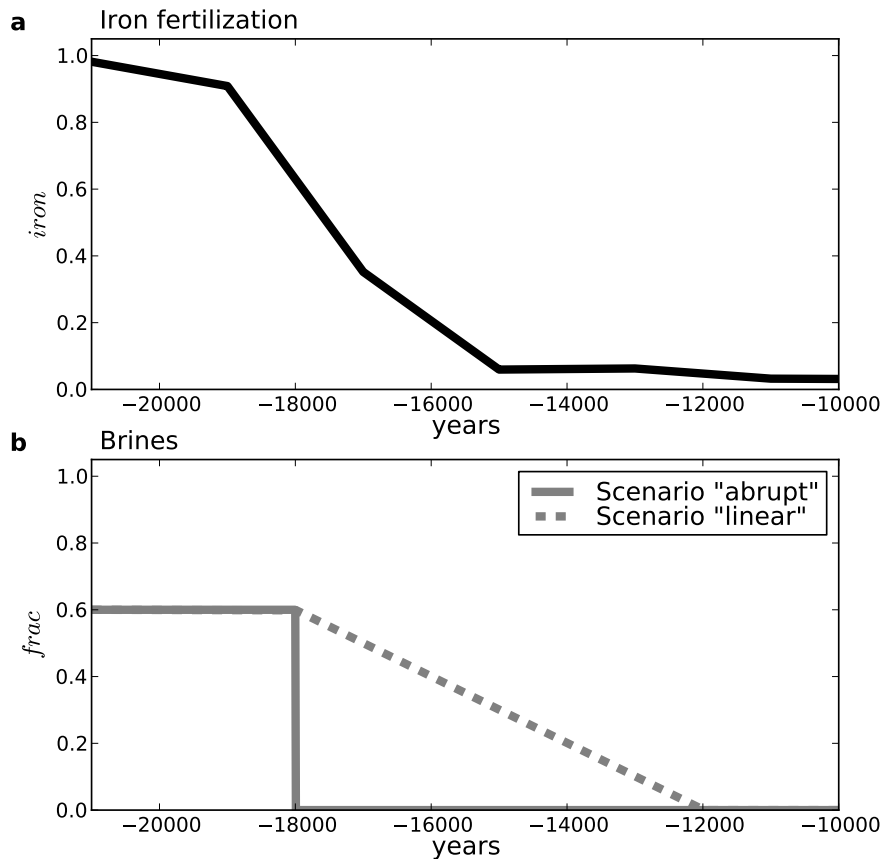 a Iron fertilization
1.0
0.8
0.6
0.4
0.2
0.0
iron
−20000 −18000 −16000 −14000 −12000 −10000
years
b Brines
1.0
0.8
0.6
0.4
0.2
0.0
frac
Scenario "abrupt"
Scenario "linear"
−20000 −18000 −16000 −14000 −12000 −10000
years